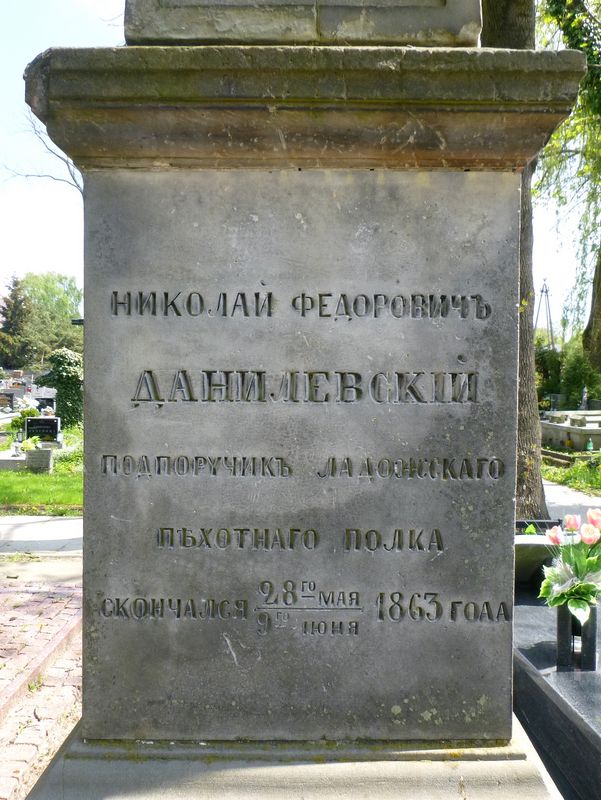 НИКОЛАЙ ФЕДОРОВИЧЪ
ДАНИЛЕВСКІЙ
ПОДПОРУЧИКЪ ЛАДОЖСКАГО
ПѢХОТНАГО ПОЛКА
СКОНЧАЛСЯ 28го МАЯ 1863 ГОДА
9го ІЮНЯ